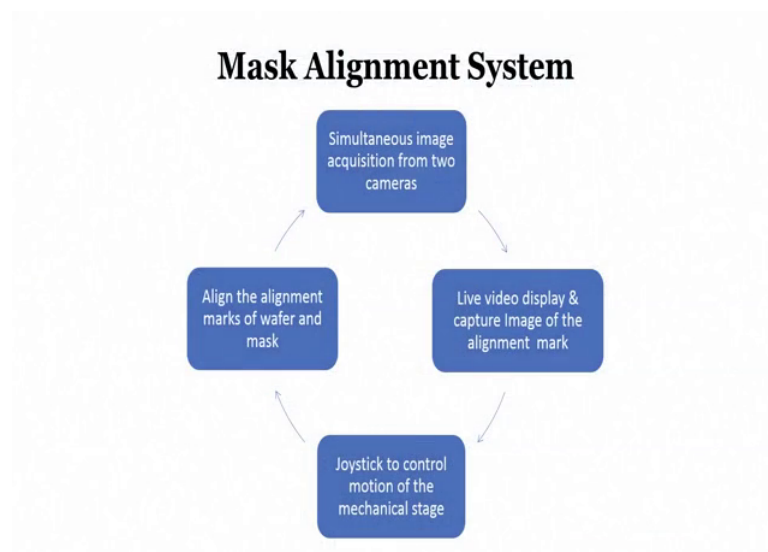 Mask Alignment System
Simultaneous image
acquisition from two
cameras
Live video display &
capture Image of the
alignment mark
Joystick to control
motion of the
mechanical stage
Align the alignment
marks of wafer and
mask